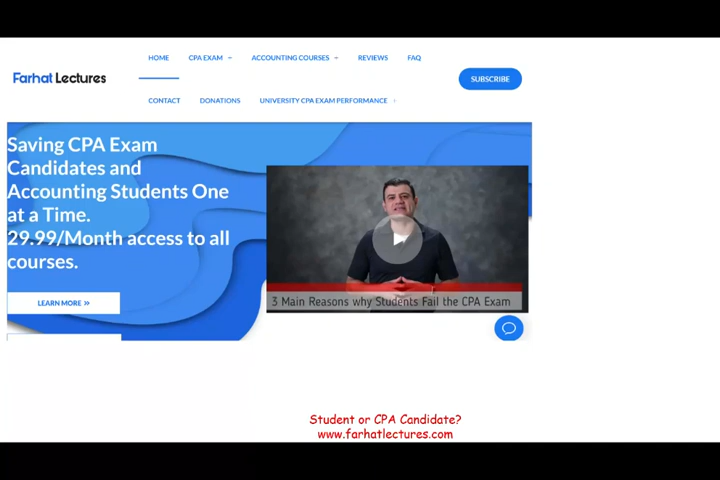 HOME
CPA EXAM
ACCOUNTING COURSES
REVIEWS
FAQ
Farhat Lectures
SUBSCRIBE
CONTACT
DONATIONS
UNIVERSITY CPA EXAM PERFORMANCE
Saving CPA Exam
Candidates and
Accounting Students One
at a Time.
29.99/Month access to all
courses.
LEARN MORE »
3 Main Reasons why Students Fail the CPA Exam
Student or CPA Candidate?
www.farhatlectures.com